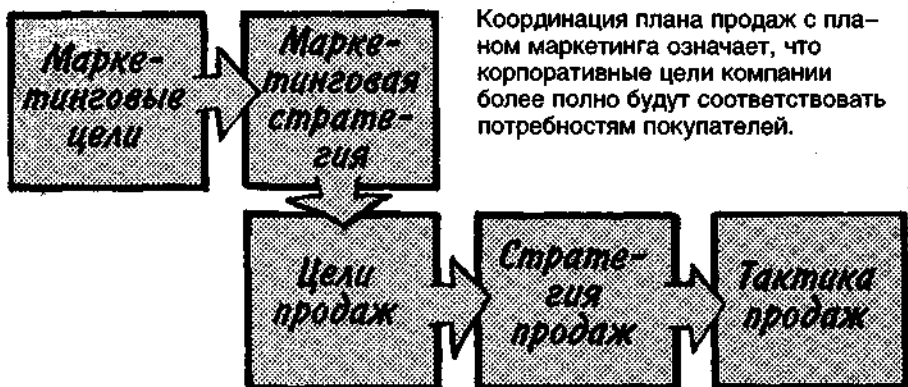 Марке-
тинговые
цели
Марке-
тинговая
страте-
гия
Координация плана продаж с пла-
ном маркетинга означает, что
корпоративные цели компании
более полно будут соответствовать
потребностям покупателей.
Цели
продаж
Страте-
гия
продаж
Тактика
продаж